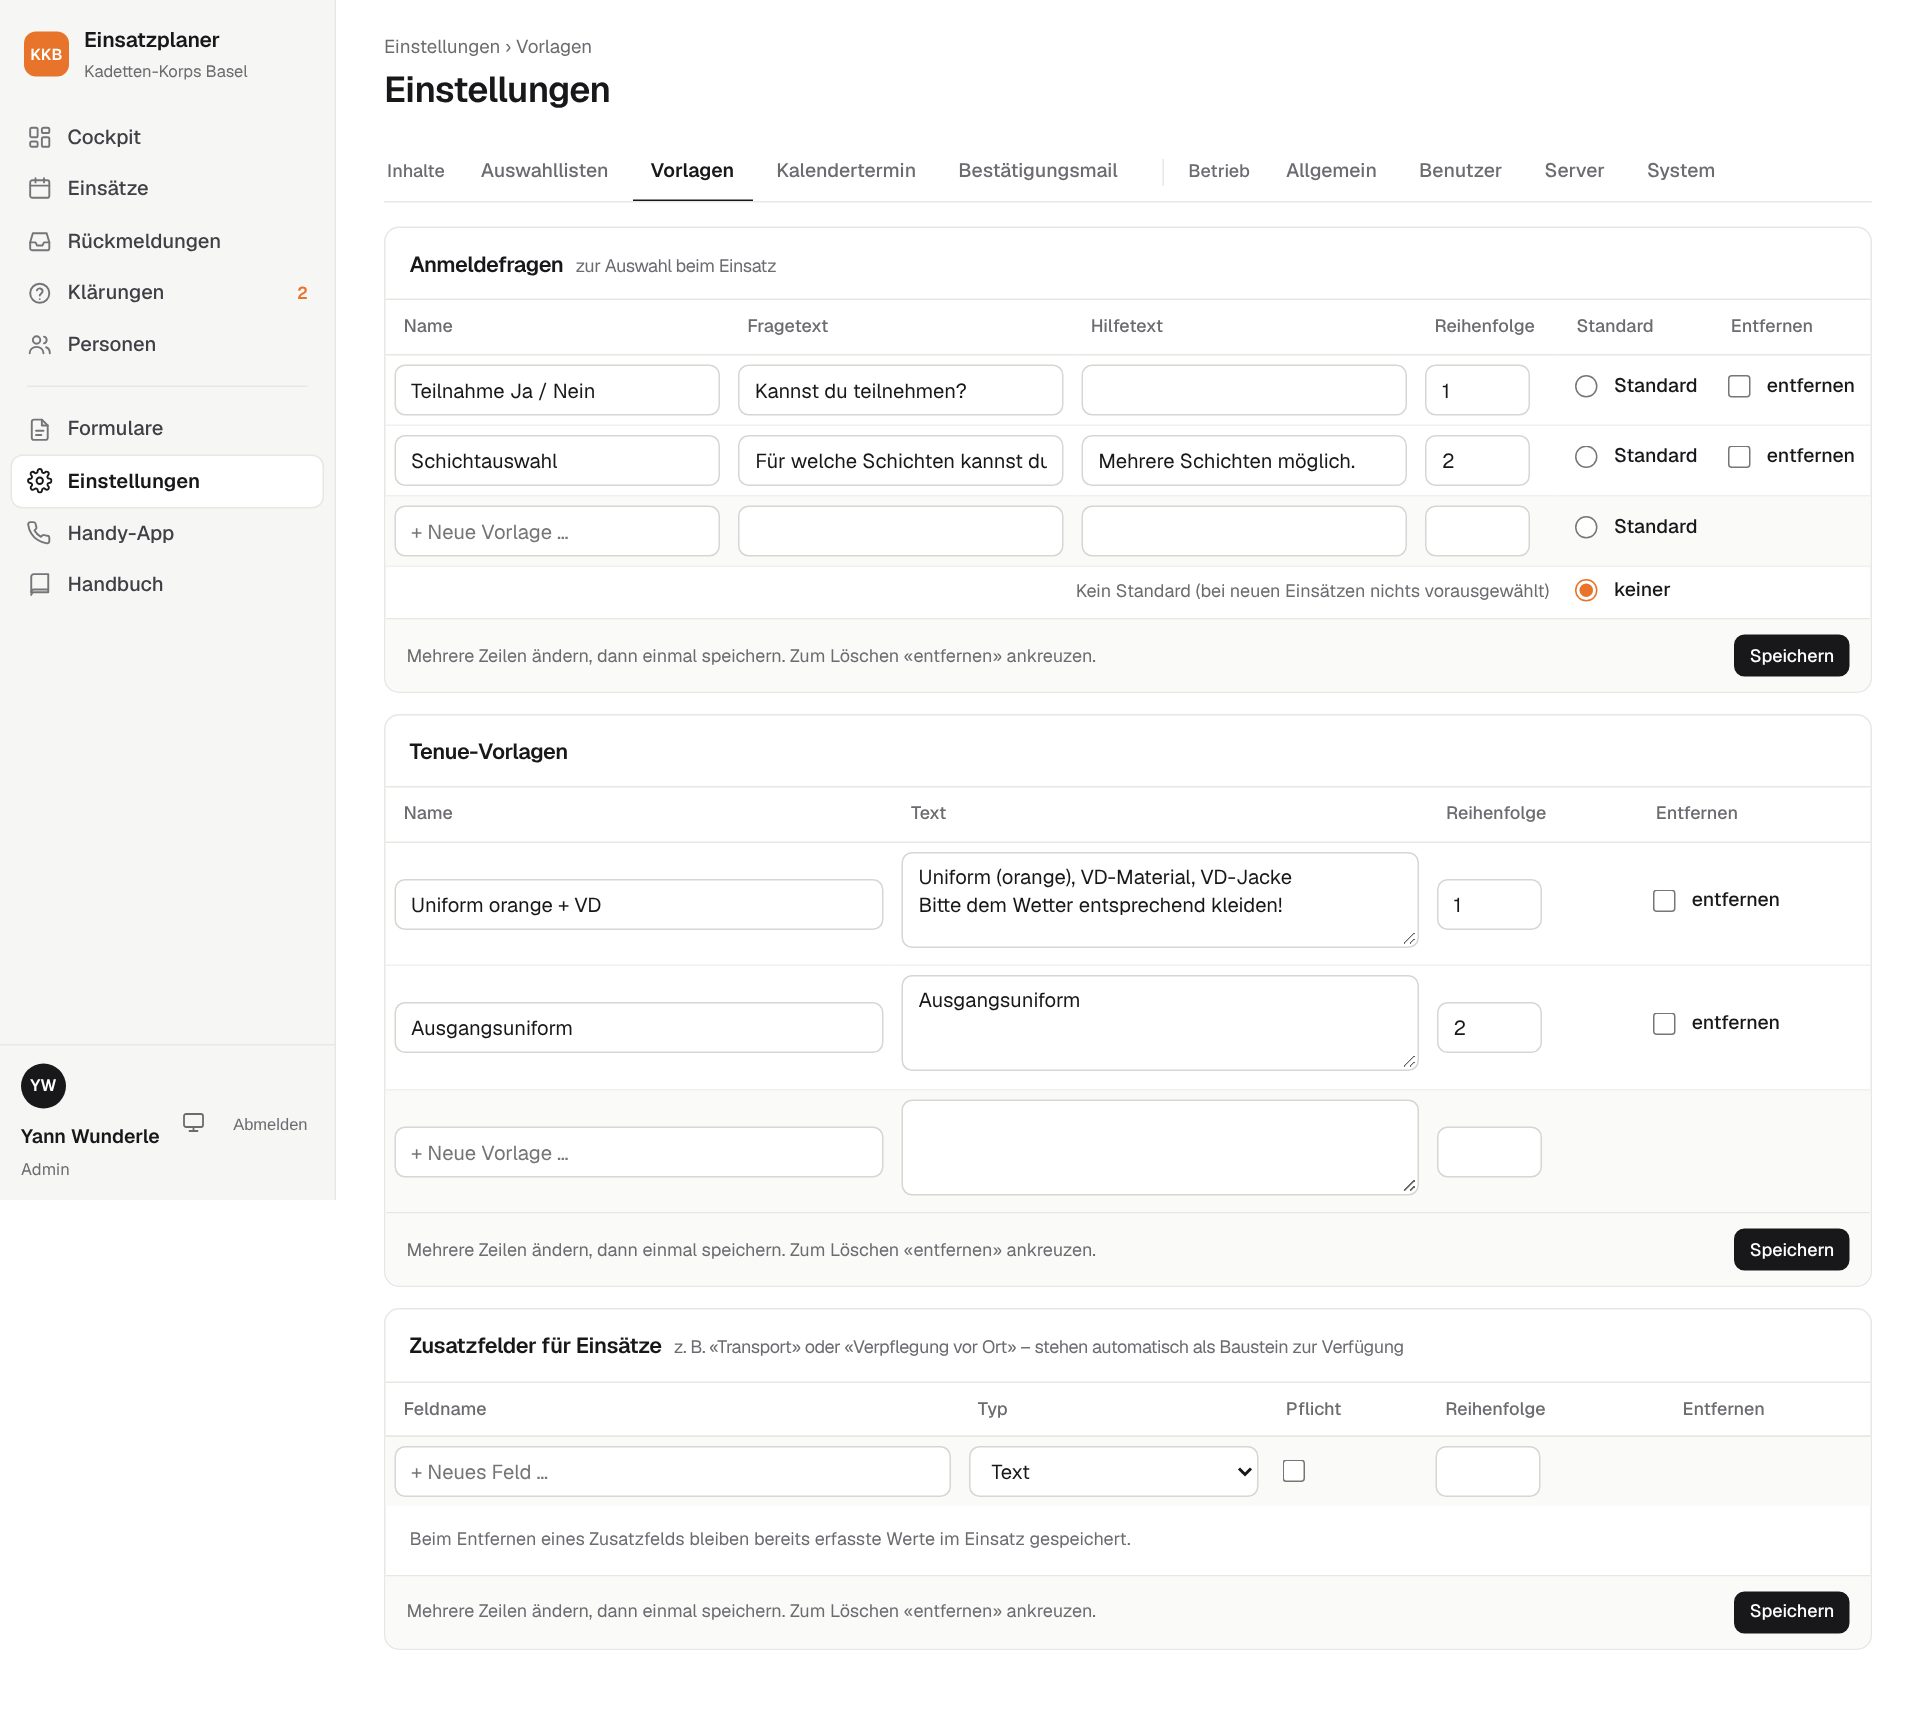 KKB
Einsatzplaner
Kadetten-Korps Basel
Cockpit
Einsätze
Rückmeldungen
Klärungen 2
Personen
Formulare
Einstellungen
Handy-App
Handbuch
YW
Yann Wunderle
Admin
Abmelden
Einstellungen › Vorlagen
Einstellungen
Inhalte Auswahllisten Vorlagen Kalendertermin Bestätigungsmail Betrieb Allgemein Benutzer Server System
Anmeldefragen zur Auswahl beim Einsatz
Name Fragetext Hilfetext Reihenfolge Standard Entfernen
Teilnahme Ja / Nein Kannst du teilnehmen? 1 Standard entfernen
Schichtauswahl Für welche Schichten kannst du Mehrere Schichten möglich. 2 Standard entfernen
+ Neue Vorlage … Standard
Kein Standard (bei neuen Einsätzen nichts vorausgewählt) keiner
Mehrere Zeilen ändern, dann einmal speichern. Zum Löschen «entfernen» ankreuzen. Speichern
Tenue-Vorlagen
Name Text Reihenfolge Entfernen
Uniform orange + VD
Uniform (orange), VD-Material, VD-Jacke
Bitte dem Wetter entsprechend kleiden!
1 entfernen
Ausgangsuniform Ausgangsuniform 2 entfernen
+ Neue Vorlage …
Mehrere Zeilen ändern, dann einmal speichern. Zum Löschen «entfernen» ankreuzen. Speichern
Zusatzfelder für Einsätze z. B. «Transport» oder «Verpflegung vor Ort» – stehen automatisch als Baustein zur Verfügung
Feldname Typ Pflicht Reihenfolge Entfernen
+ Neues Feld … Text
Beim Entfernen eines Zusatzfelds bleiben bereits erfasste Werte im Einsatz gespeichert.
Mehrere Zeilen ändern, dann einmal speichern. Zum Löschen «entfernen» ankreuzen. Speichern